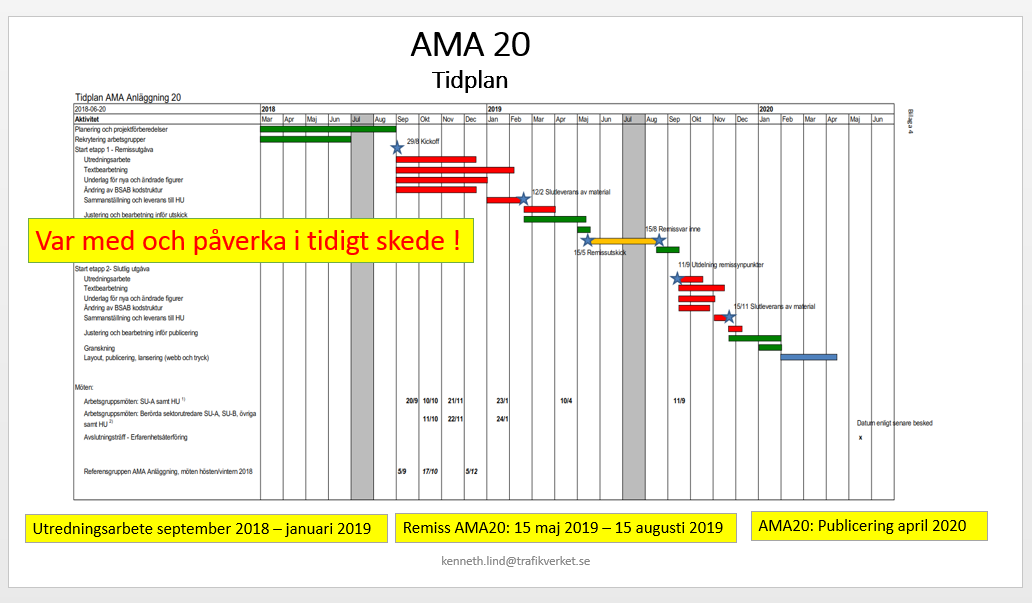 AMA 20
Tidplan
Tidplan AMA Anläggning 20
2018-06-20 2018 2019 2020
Aktivitet Mar Apr Maj Jun Jul Aug Sep Okt Nov Dec Jan Feb Mar Apr Maj Jun Jul Aug Sep Okt Nov Dec Jan Feb Mar Apr Maj Jun
Bilaga 4
Planering och projektförberedelser
Rekrytering arbetsgrupper
Start etapp 1 - Remissutgåva
29/8 Kickoff
Utredningsarbete
Textbearbetning
Underlag för nya och ändrade figurer
Ändring av BSAB kodstruktur
12/2 Slutleverans av material
Sammanställning och leverans till HU
Justering och bearbetning inför utskick
Var med och påverka i tidigt skede !
15/8 Remissvar inne
15/5 Remissutskick
11/9 Utdelning remissynpunkter
Start etapp 2- Slutlig utgåva
Utredningsarbete
Textbearbetning
Underlag för nya och ändrade figurer
Ändring av BSAB kodstruktur
15/11 Slutleverans av material
Sammanställning och leverans till HU
Justering och bearbetning inför publicering
Granskning
Layout, publicering, lansering (webb och tryck)
Möten:
Arbetsgruppsmöten: SU-A samt HU 1) 20/9 10/10 21/11 23/1 10/4 11/9
Arbetsgruppsmöten: Berörda sektorutredare SU-A, SU-B, övriga
samt HU 2) 11/10 22/11 24/1
Datum enligt senare besked
Avslutningsträff - Erfarenhetsåterföring x
Referensgruppen AMA Anläggning, möten hösten/vintern 2018 5/9 17/10 5/12
Utredningsarbete september 2018 – januari 2019
Remiss AMA20: 15 maj 2019 – 15 augusti 2019
AMA20: Publicering april 2020
kenneth.lind@trafikverket.se